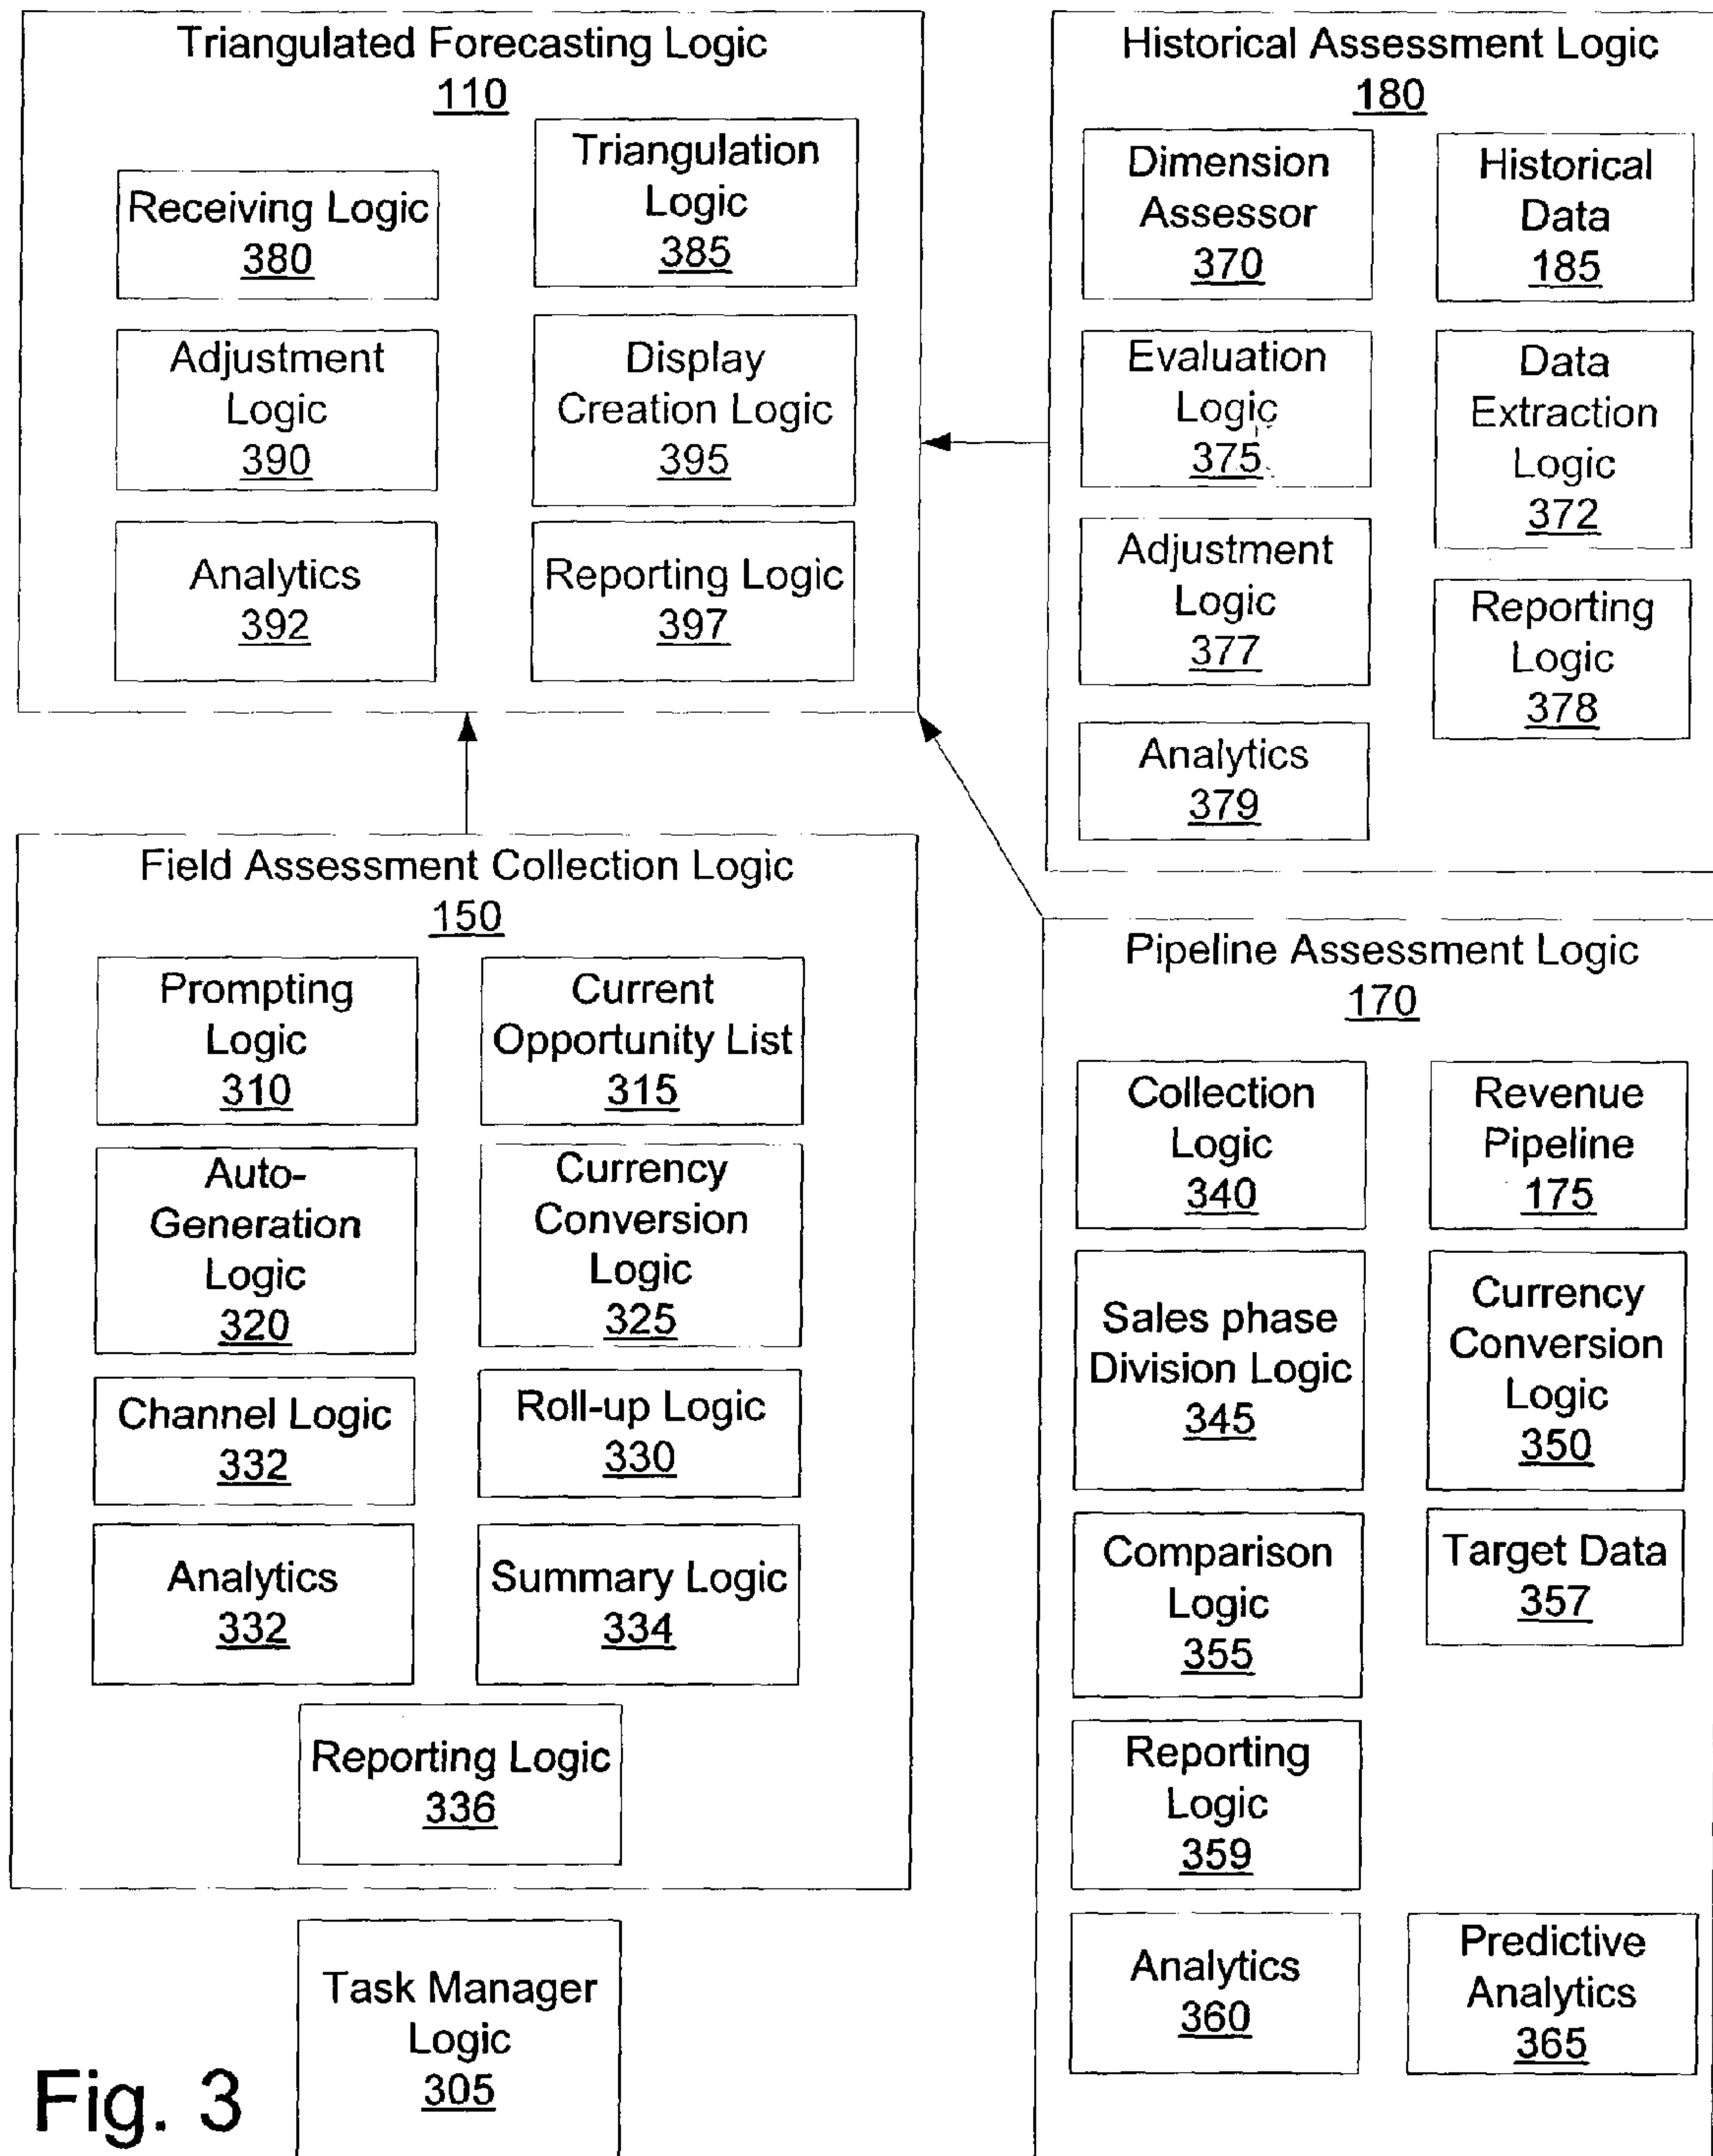 Triangulated Forecasting Logic
110
Receiving Logic
380
Triangulation
Logic
385
Adjustment
Logic
390
Display
Creation Logic
395
Analytics
392
Reporting Logic
397
Historical Assessment Logic
180
Dimension
Assessor
370
Historical
Data
185
Evaluation
Logic
375
Data
Extraction
Logic
372
Adjustment
Logic
377
Reporting
Logic
378
Analytics
379
Field Assessment Collection Logic
150
Prompting
Logic
310
Current
Opportunity List
315
Auto-
Generation
Logic
320
Currency
Conversion
Logic
325
Channel Logic
332
Roll-up Logic
330
Analytics
332
Summary Logic
334
Reporting Logic
336
Pipeline Assessment Logic
170
Collection
Logic
340
Revenue
Pipeline
175
Sales phase
Division Logic
345
Currency
Conversion
Logic
350
Comparison
Logic
355
Target Data
357
Reporting
Logic
359
Analytics
360
Predictive
Analytics
365
Task Manager
Logic
305
Fig. 3